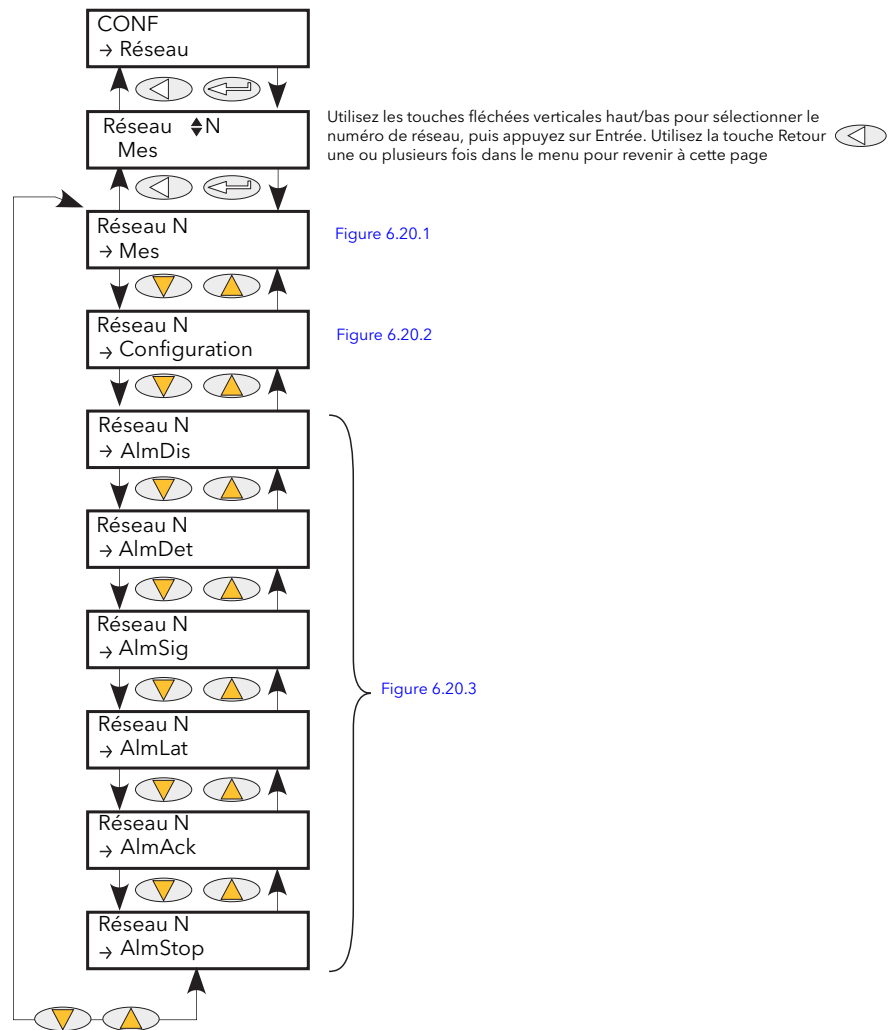 CONF
→ Réseau
Réseau ♦N
Mes
Utilisez les touches fléchées verticales haut/bas pour sélectionner le
numéro de réseau, puis appuyez sur Entrée. Utilisez la touche Retour
une ou plusieurs fois dans le menu pour revenir à cette page
Réseau N
→ Mes
Figure 6.20.1
Réseau N
→ Configuration
Figure 6.20.2
Réseau N
→ AlmDis
Réseau N
→ AlmDet
Réseau N
→ AlmSig
Figure 6.20.3
Réseau N
→ AlmLat
Réseau N
→ AlmAck
Réseau N
→ AlmStop